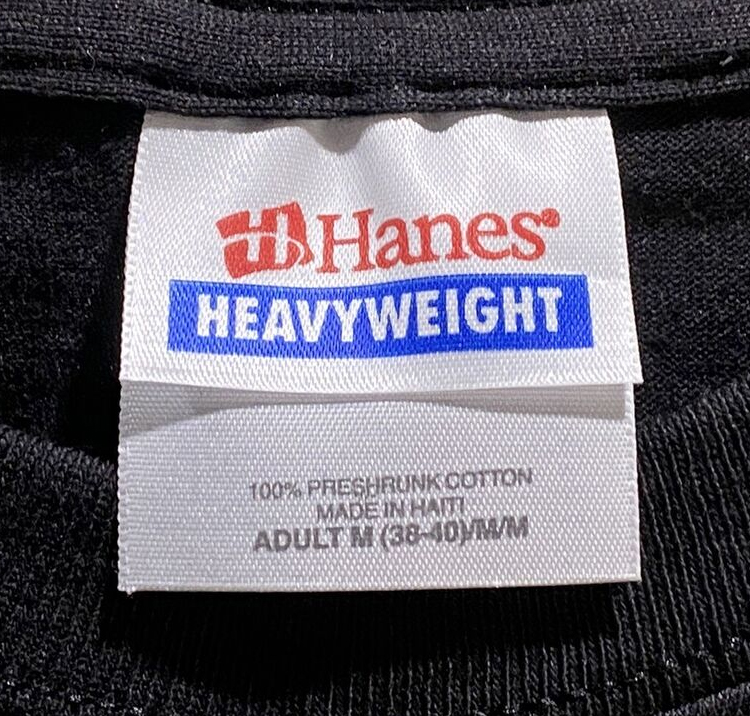 Hanes
HEAVYWEIGHT
100% PRESHRUNK COTTON
MADE IN HAITI
ADULT M (38-40)/M/M